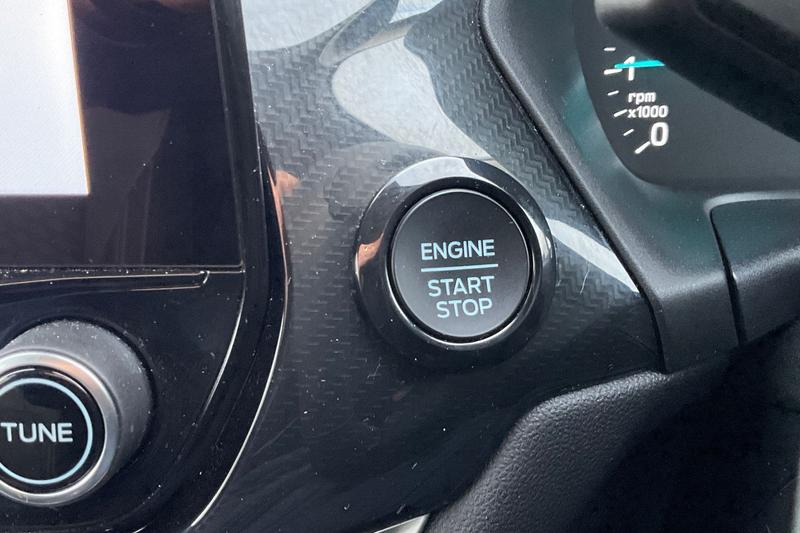 1
rpm
x1000
0
ENGINE
START
STOP
TUNE